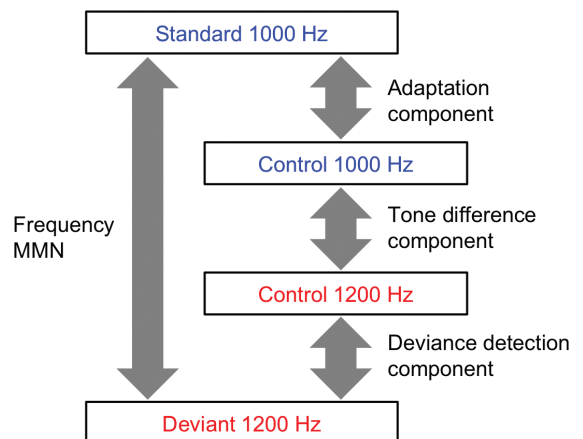 Standard 1000 Hz
Adaptation
component
Control 1000 Hz
Frequency
MMN
Tone difference
component
Control 1200 Hz
Deviance detection
component
Deviant 1200 Hz